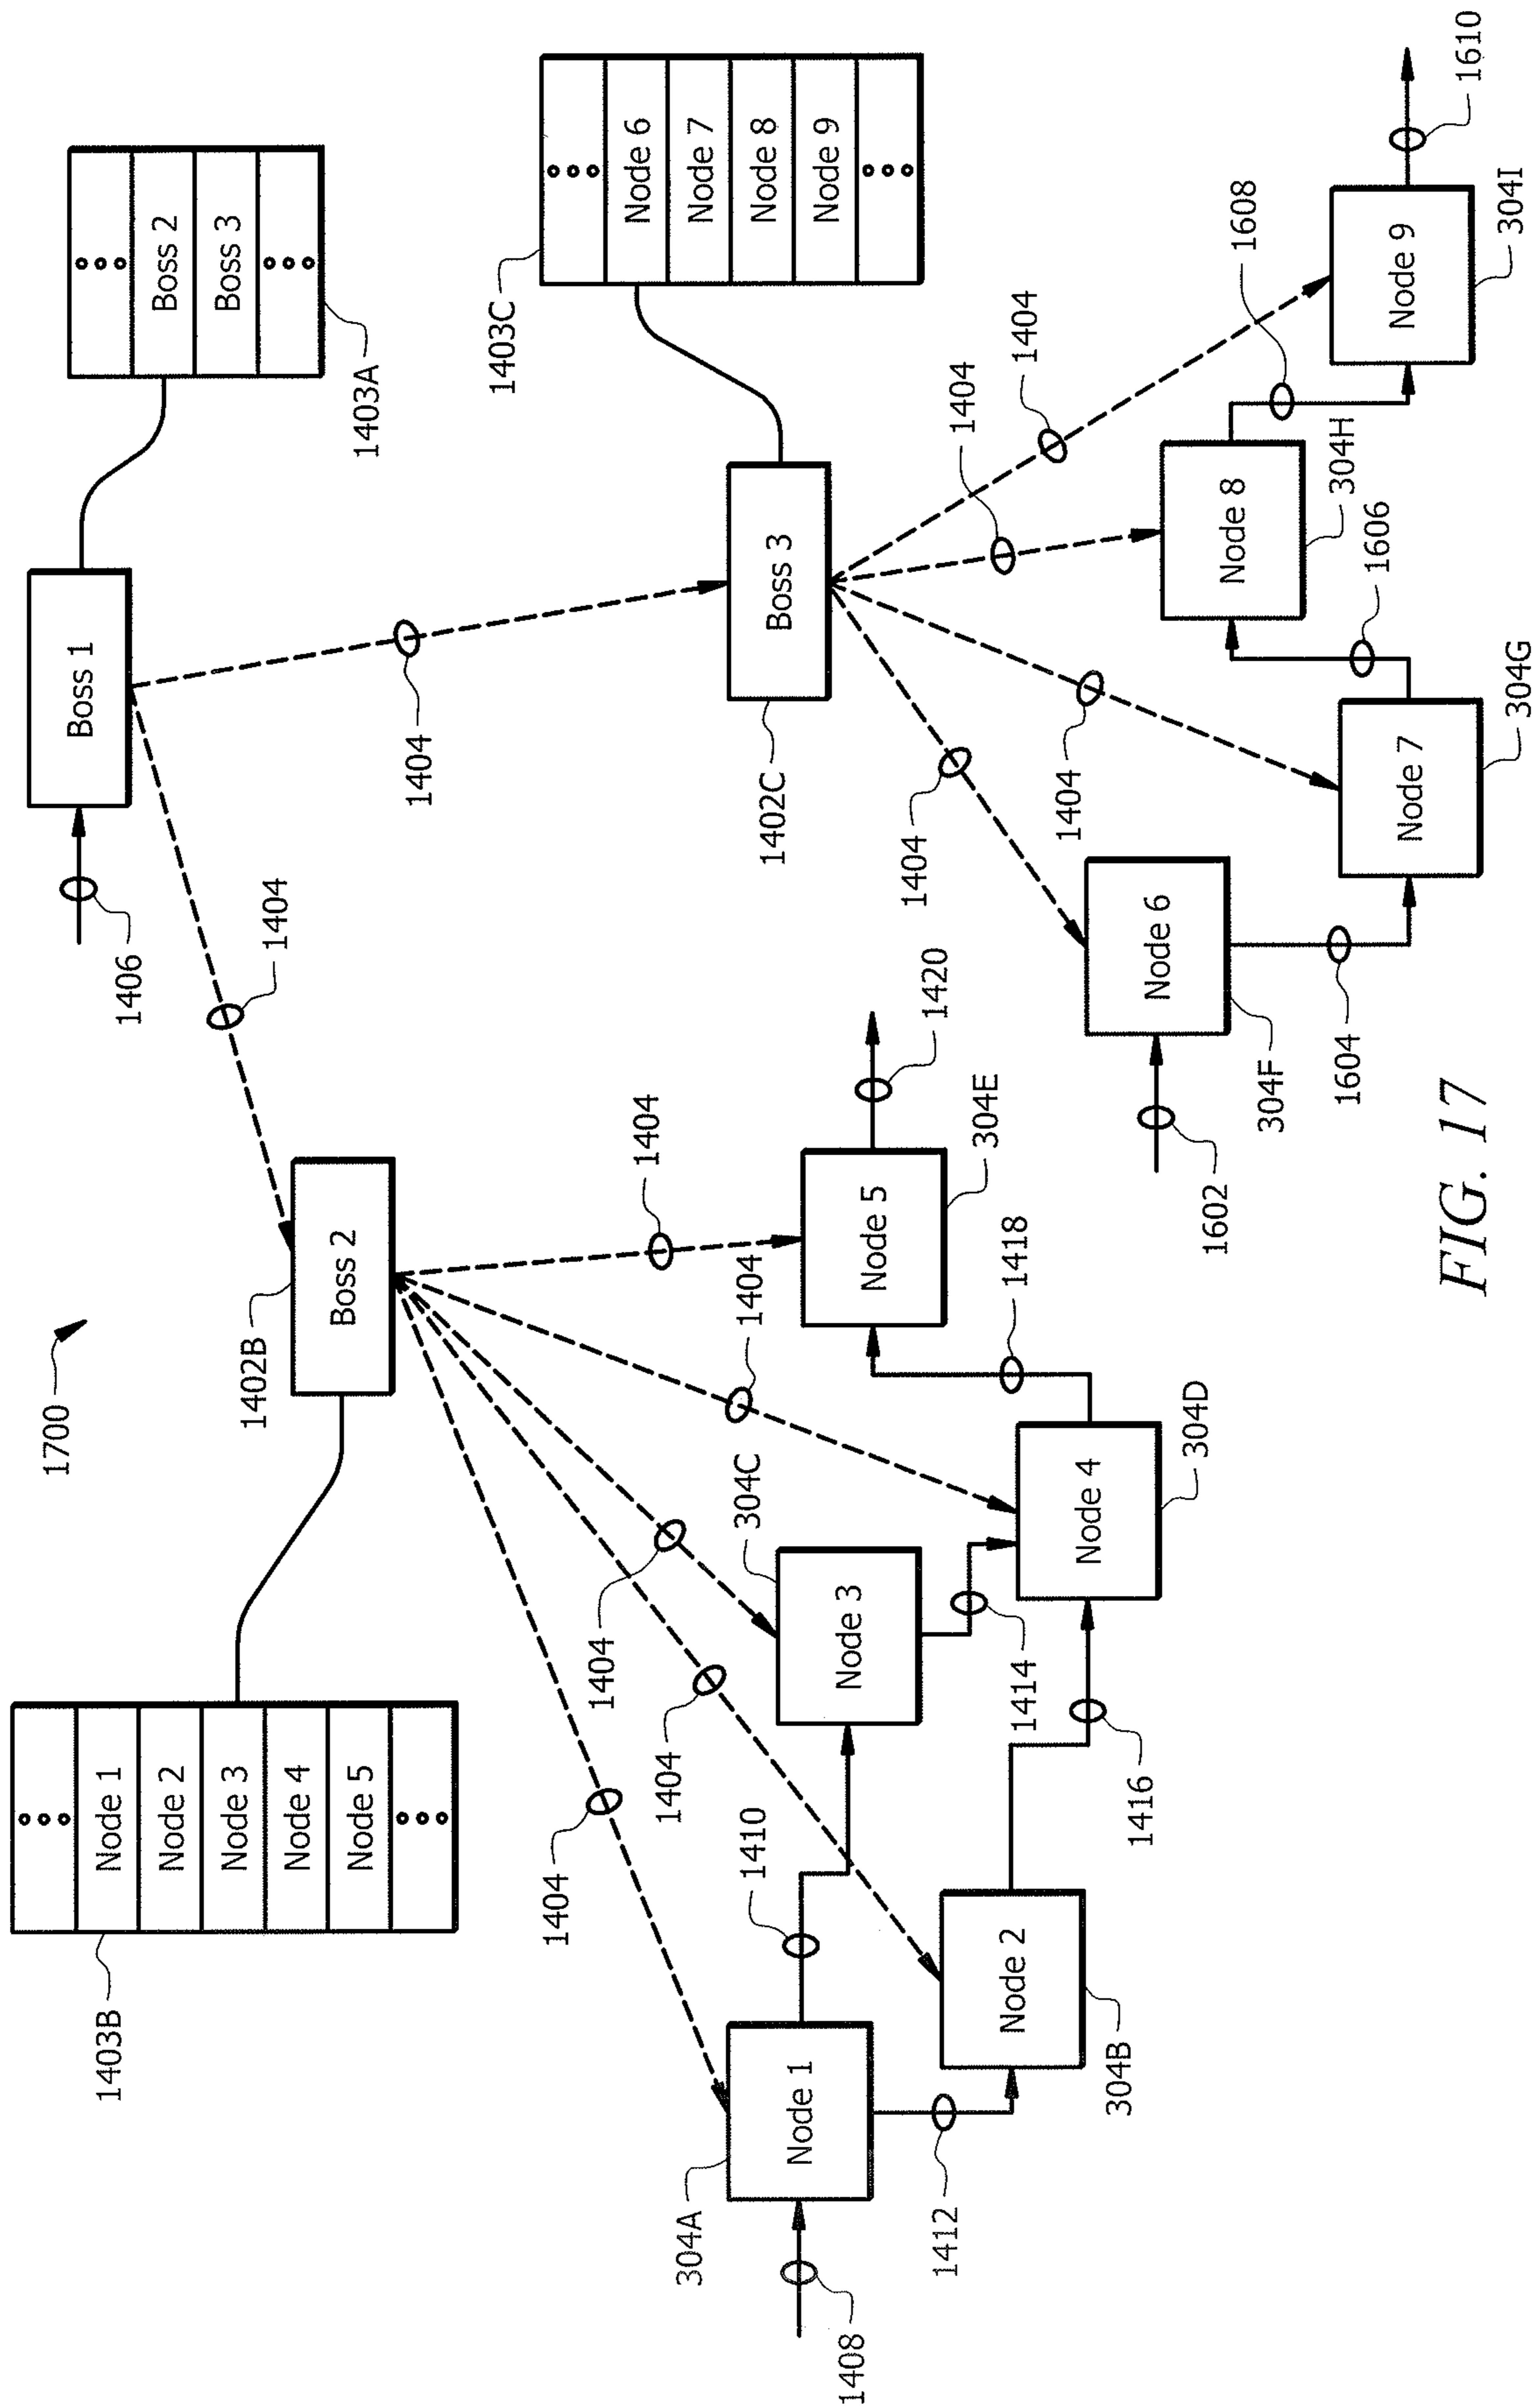 1700
1406
Boss 1
Boss 2
Boss 3
1403A
1404
1404
1403B
Node 1
Node 2
Node 3
Node 4
Node 5
1402B
Boss 2
1402C
Boss 3
1403C
Node 6
Node 7
Node 8
Node 9
1404
1404
1404
1404
1404
1404
1404
1404
1404
1408
304A
Node 1
1410
1412
304B
Node 2
304C
Node 3
1414
1416
Node 4
304D
1418
Node 5
304E
1420
1602
Node 6
304F
1604
Node 7
304G
1606
Node 8
304H
1608
Node 9
304I
1610
FIG. 17